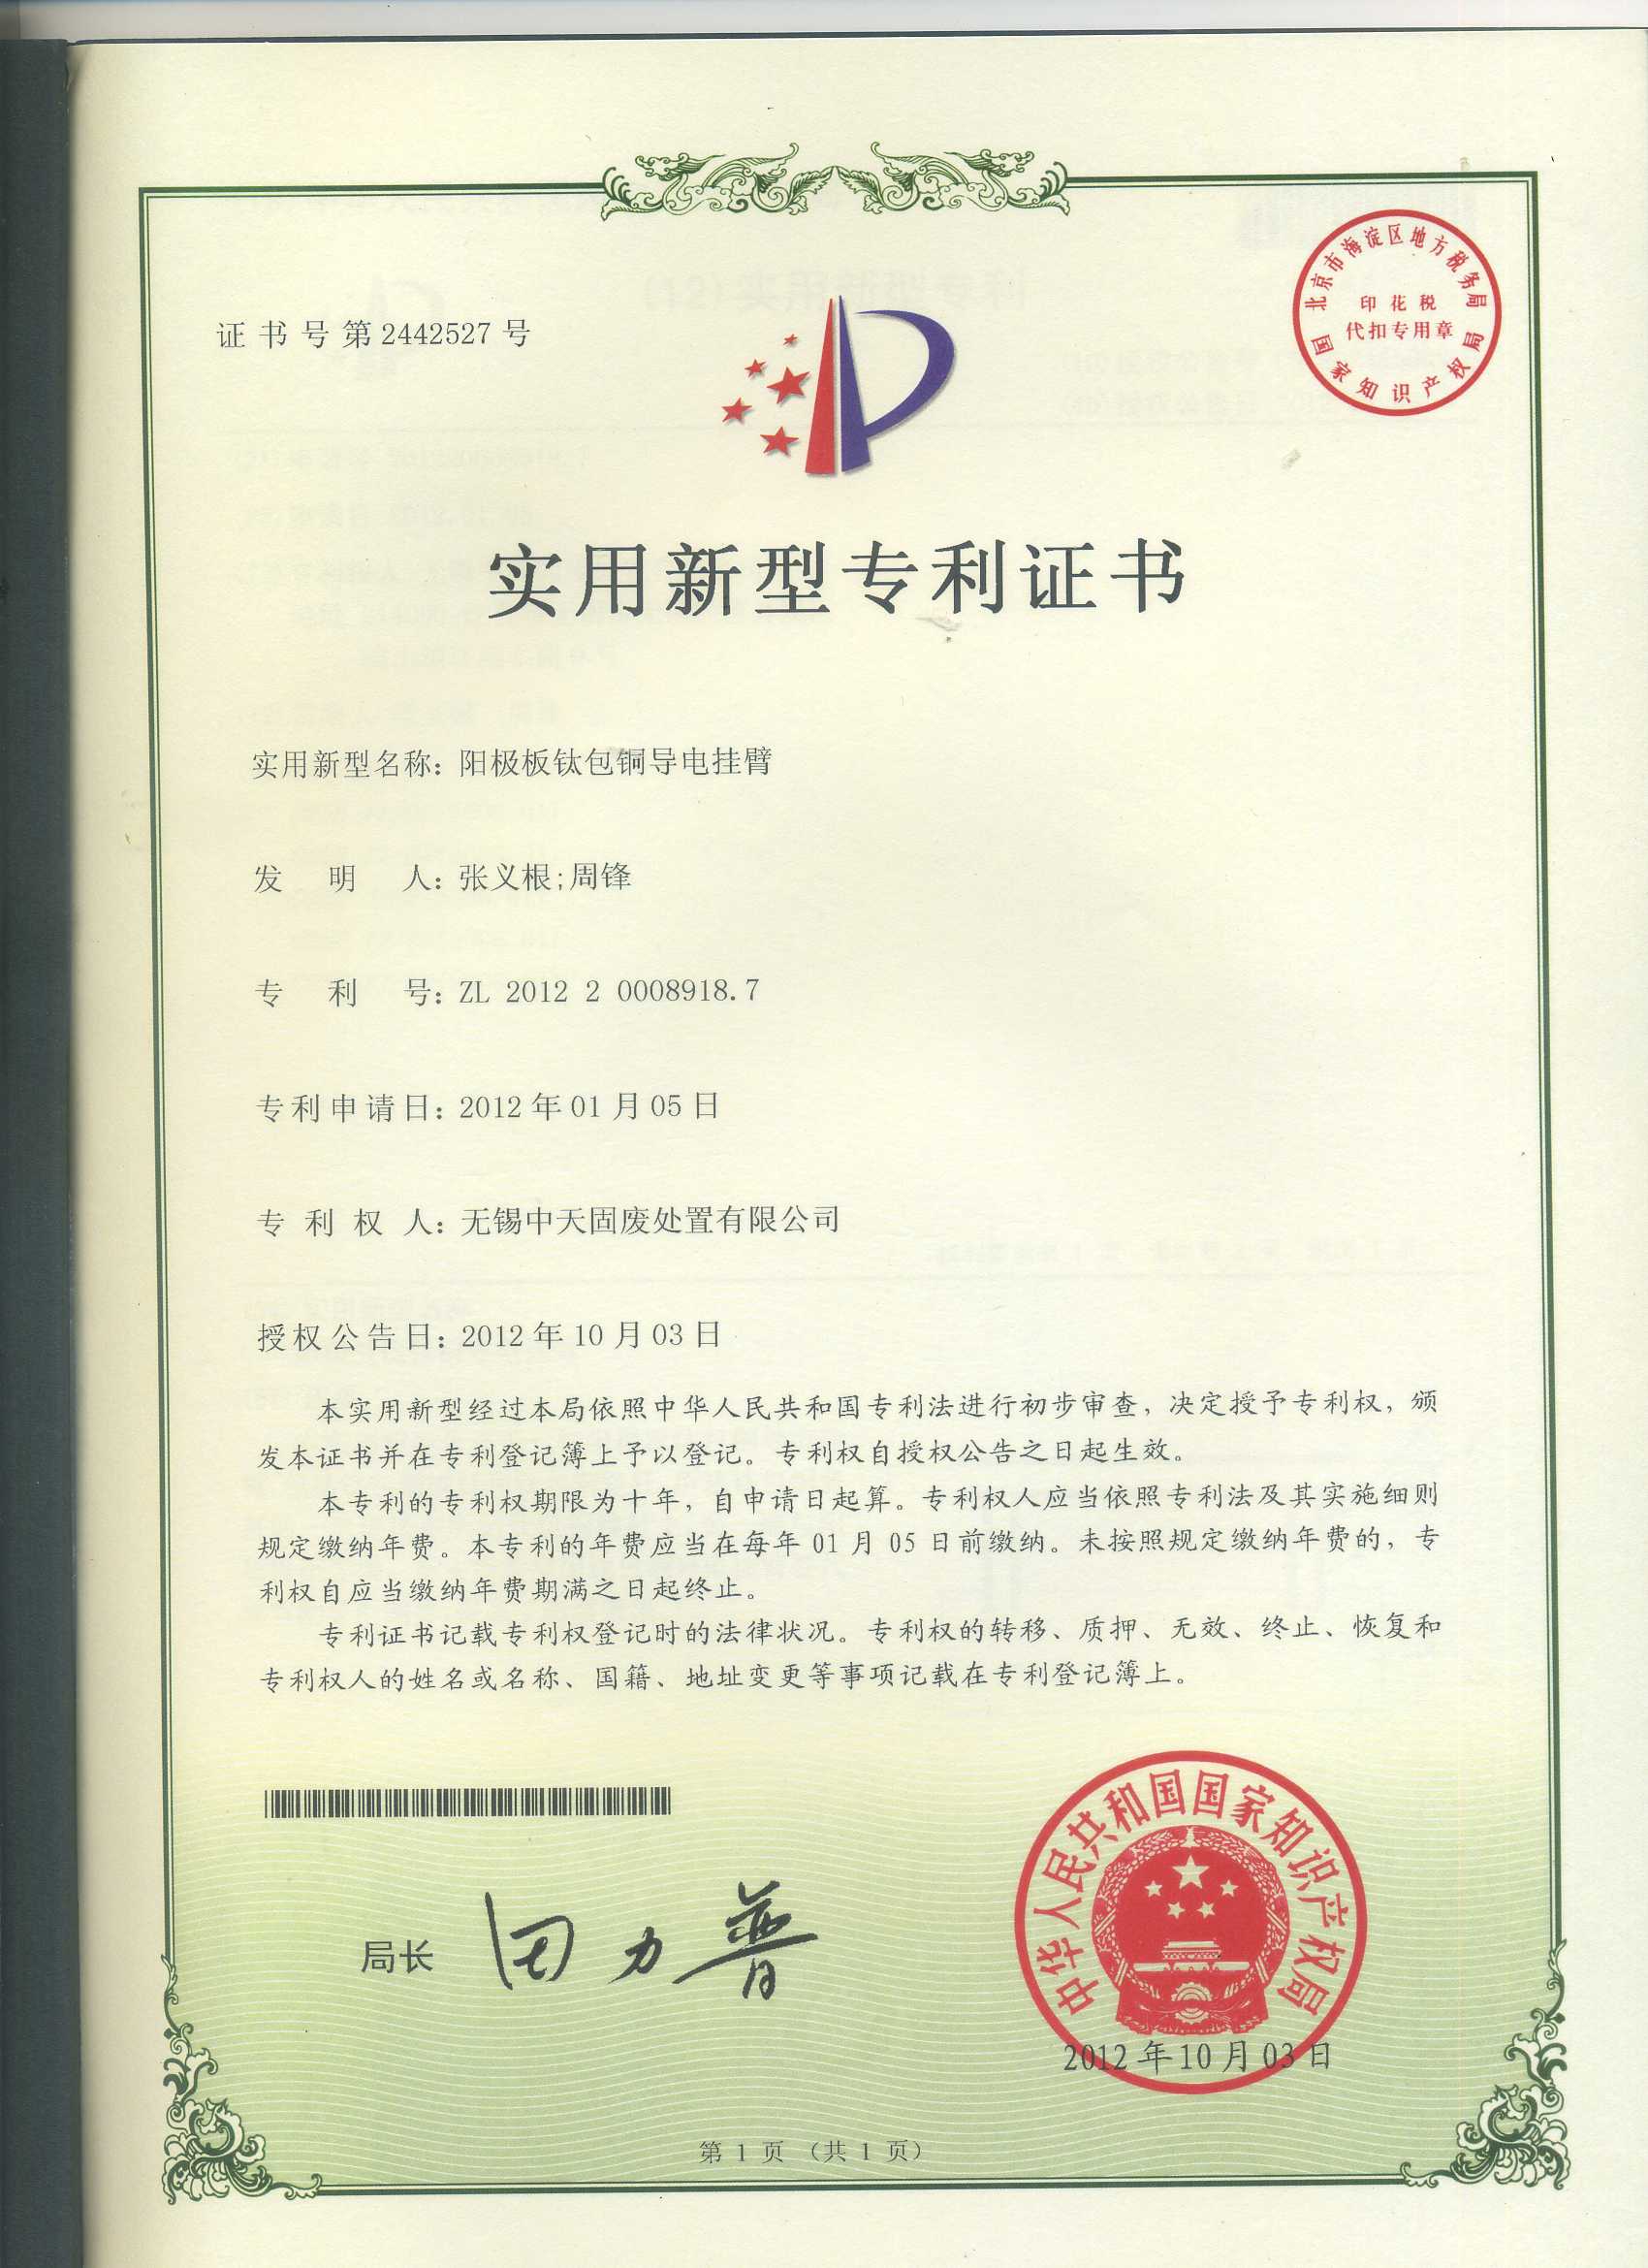 北京市海淀区地方税务局
印花税
代扣专用章
国家知识产权局
证书号第2442527号
实用新型专利证书
实用新型名称：阳极板钛包铜导电挂臂
发明人：张义根;周锋
专利号：ZL 2012 2 0008918.7
专利申请日：2012年01月05日
专利权人：无锡中天固废处置有限公司
授权公告日：2012年10月03日
本实用新型经过本局依照中华人民共和国专利法进行初步审查，决定授予专利权，颁
发本证书并在专利登记簿上予以登记。专利权自授权公告之日起生效。
本专利的专利权期限为十年，自申请日起算。专利权人应当依照专利法及其实施细则
规定缴纳年费。本专利的年费应当在每年01月05日前缴纳。未按照规定缴纳年费的，专
利权自应当缴纳年费期满之日起终止。
专利证书记载专利权登记时的法律状况。专利权的转移、质押、无效、终止、恢复和
专利权人的姓名或名称、国籍、地址变更等事项记载在专利登记簿上。
局长 田力普
中华人民共和国国家知识产权局
2012年10月03日
第1页（共1页）